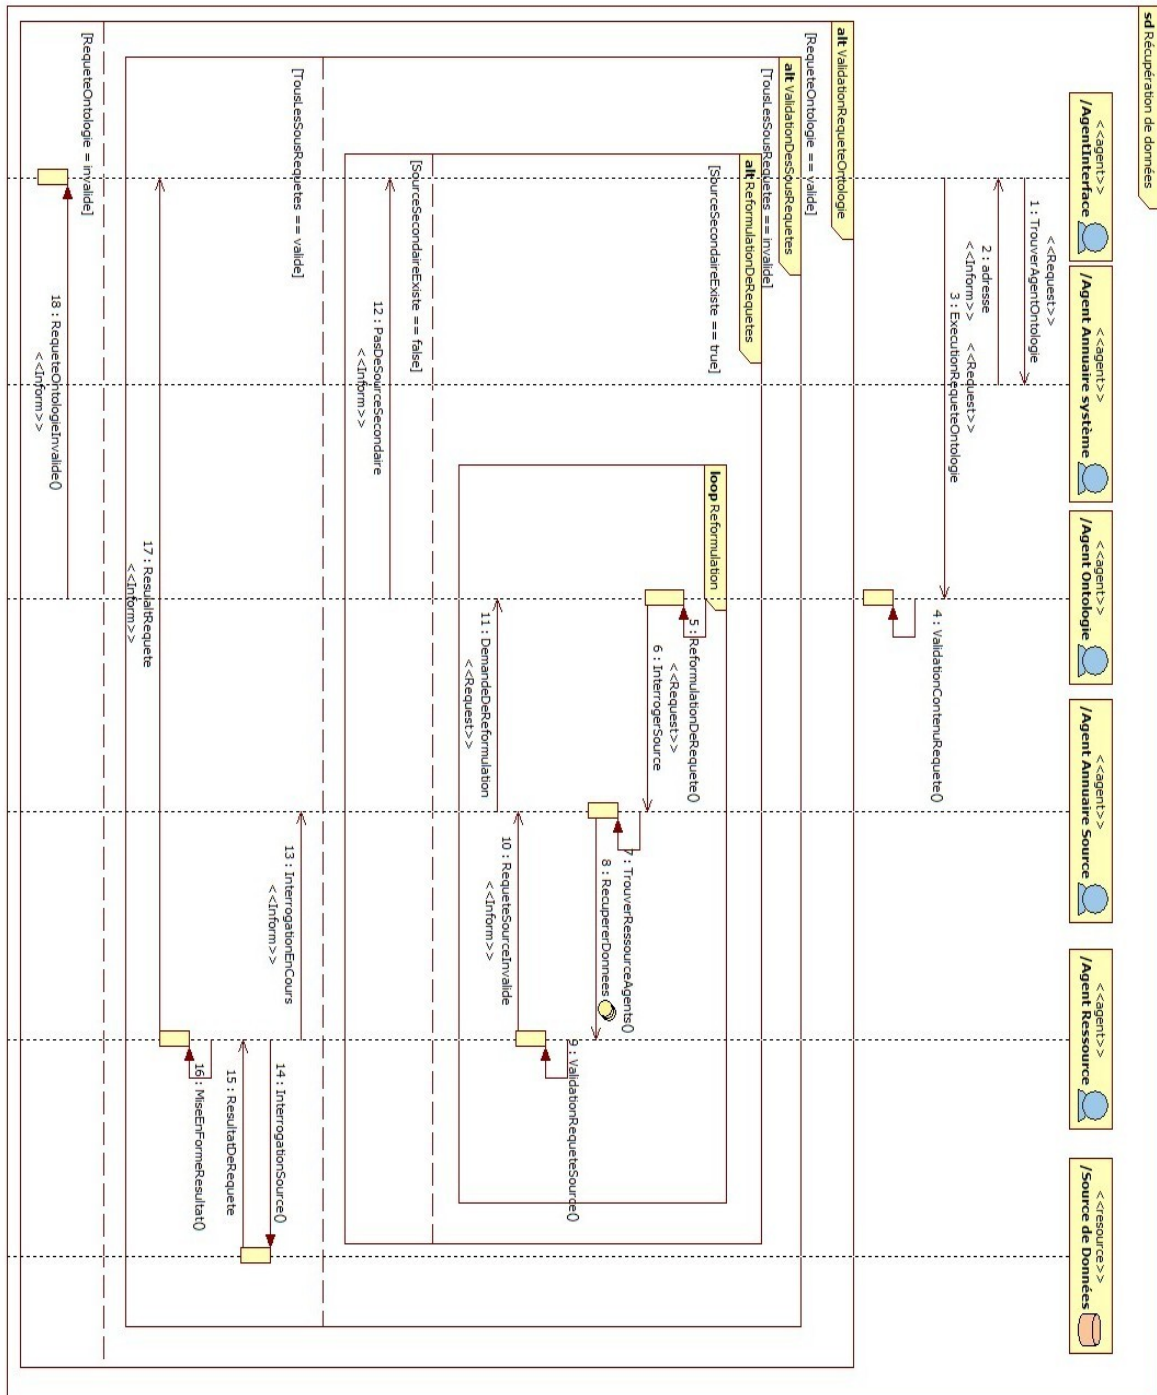 sd Récupération de données
<<agent>>
/AgentInterface
<<agent>>
/Agent Annuaire système
<<agent>>
/Agent Ontologie
<<agent>>
/Agent Annuaire Source
<<agent>>
/Agent Ressource
<<resource>>
/Source de Données
<<Request>>
1 : TrouverAgentOntologie
2 : adresse
<<Inform>>
<<Request>>
3 : ExecutionRequeteOntologie
4 : ValidationContenuRequete()
alt ValidationRequeteOntologie
[RequeteOntologie == valide]
alt ValidationDesSousRequetes
[TousLesSousRequetes == invalide]
alt ReformulationDeRequetes
[SourceSecondaireExiste == true]
loop Reformulation
5 : ReformulationDeRequete()
<<Request>>
6 : InterrogerSource
7 : TrouverRessourceAgents()
8 : RecupererDonnees
9 : ValidationRequeteSource()
10 : RequeteSourceInvalide
<<Inform>>
11 : DemandeDeReformulation
<<Request>>
[SourceSecondaireExiste == false]
12 : PasDeSourceSecondaire
<<Inform>>
[TousLesSousRequetes == valide]
13 : InterrogationEnCours
<<Inform>>
14 : InterrogationSource()
15 : ResultatDeRequete
16 : MiseEnFormeResultat()
17 : ResulaltRequete
<<Inform>>
[RequeteOntologie = invalide]
18 : RequeteOntologieInvalide()
<<Inform>>